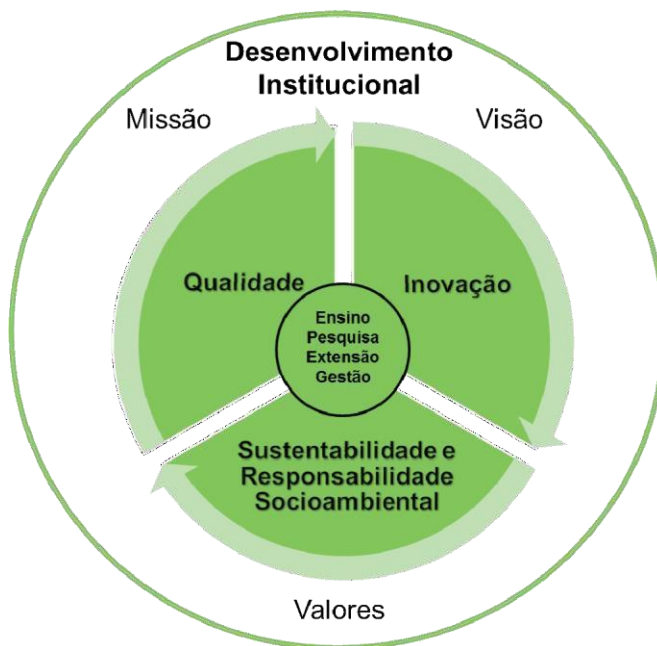 Desenvolvimento
Institucional
Missão
Visão
Qualidade
Inovação
Ensino
Pesquisa
Extensão
Gestão
Sustentabilidade e
Responsabilidade
Socioambiental
Valores